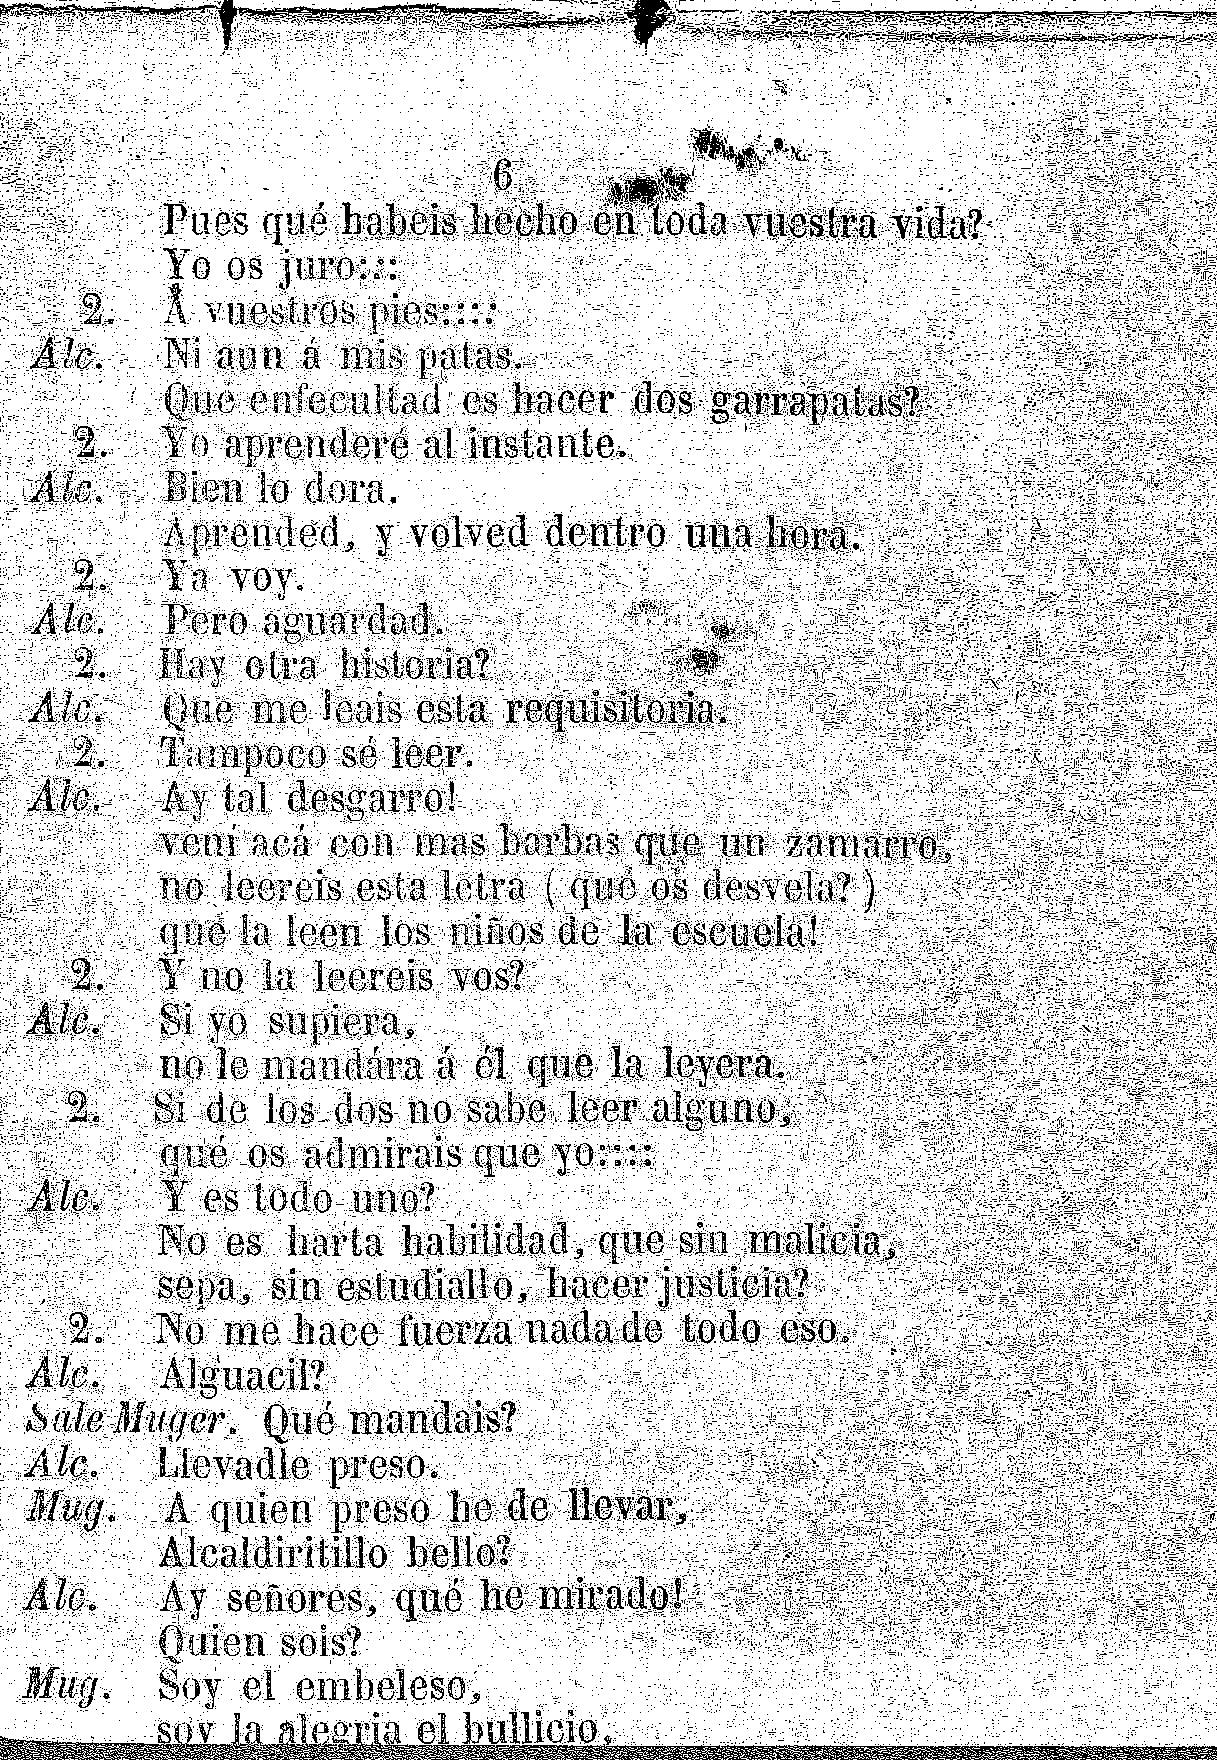 6
Pues qué habeis hecho en toda vuestra vida?
Yo os juro:::
2. Á vuestros pies::::
Alc. Ni aun á mis patas.
Qué enfecultad es hacer dos garrapatas?
2. Yo aprenderé al instante.
Alc. Bien lo dora.
Aprended, y volved dentro una hora.
2. Ya voy.
Alc. Pero aguardad.
2. Hay otra historia?
Alc. Que me leais esta requisitoria.
2. Tampoco sé leer.
Alc. Ay tal desgarro!
vení acá con mas barbas que un zamarro,
no leereis esta letra ( qué os desvela? )
que la leen los niños de la escuela!
2. Y no la leereis vos?
Alc. Si yo supiera,
no le mandára á él que la leyera.
2. Si de los dos no sabe leer alguno,
qué os admirais que yo::::
Alc. Y es todo uno?
No es harta habilidad, que sin malicia,
sepa, sin estudiallo, hacer justicia?
2. No me hace fuerza nada de todo eso.
Alc. Alguacil?
Sale Muger. Qué mandais?
Alc. Llevadle preso.
Mug. A quien preso he de llevar,
Alcaldiritillo bello?
Alc. Ay señores, qué he mirado!
Quien sois?
Mug. Soy el embeleso,
soy la alegria el bullicio,